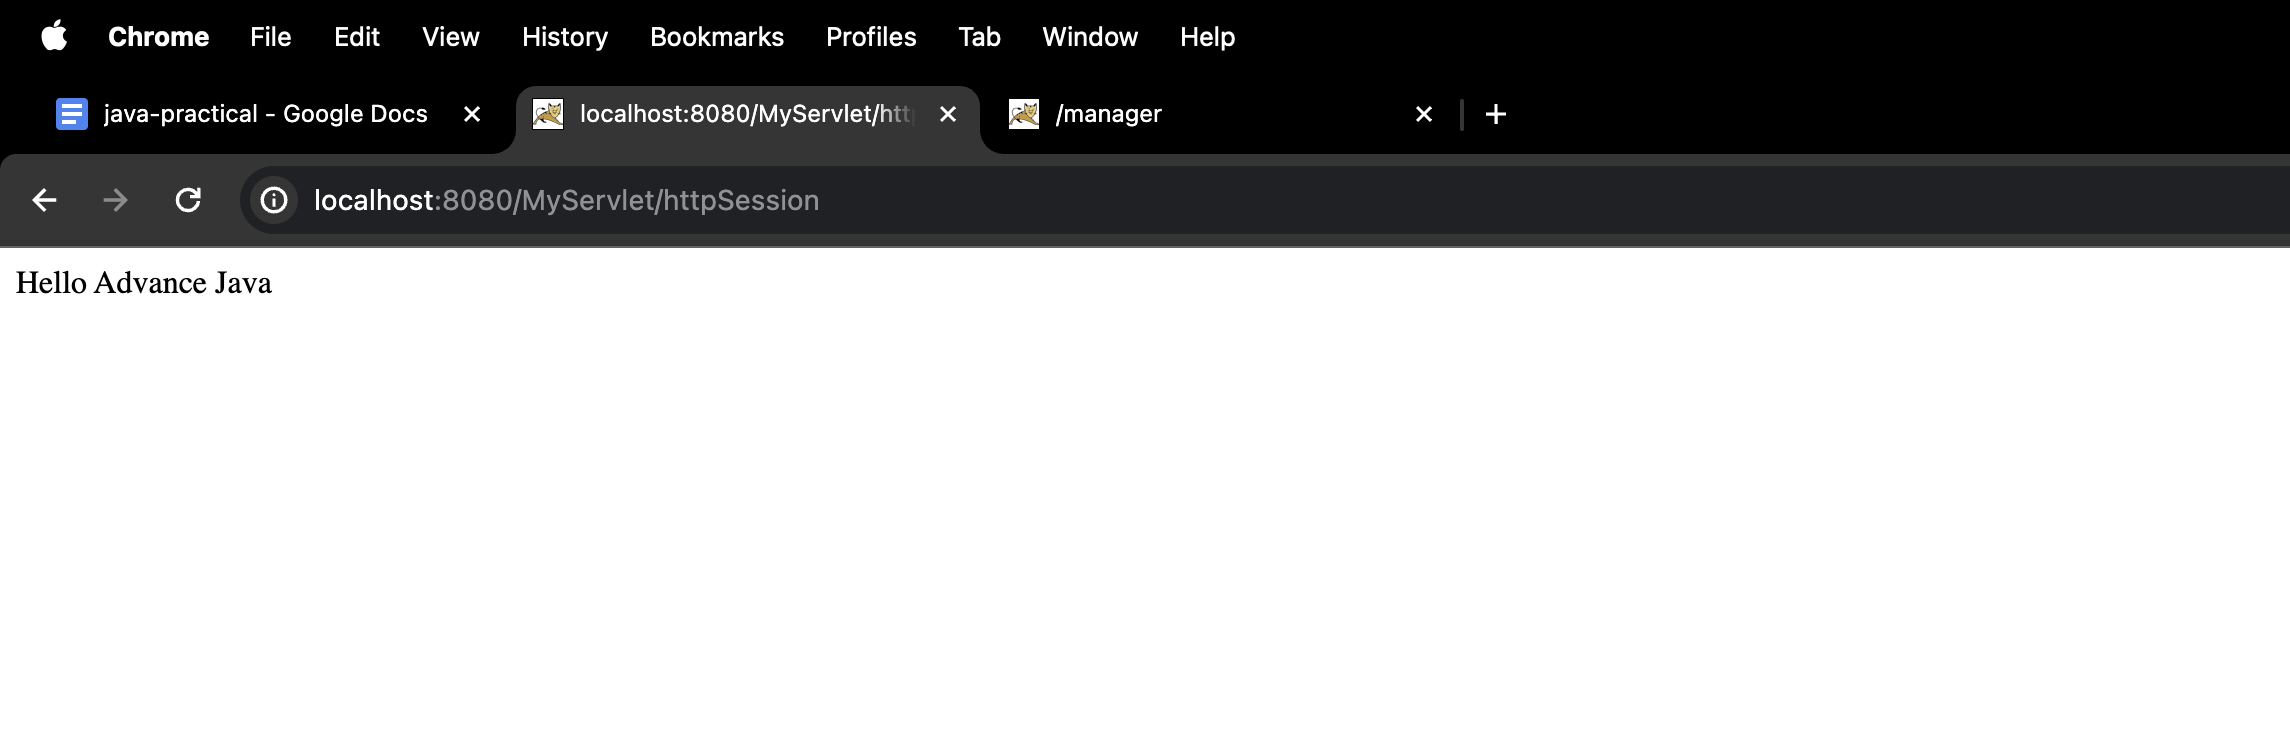 Chrome File Edit View History Bookmarks Profiles Tab Window Help
java-practical - Google Docs localhost:8080/MyServlet/htt /manager
localhost:8080/MyServlet/httpSession
Hello Advance Java